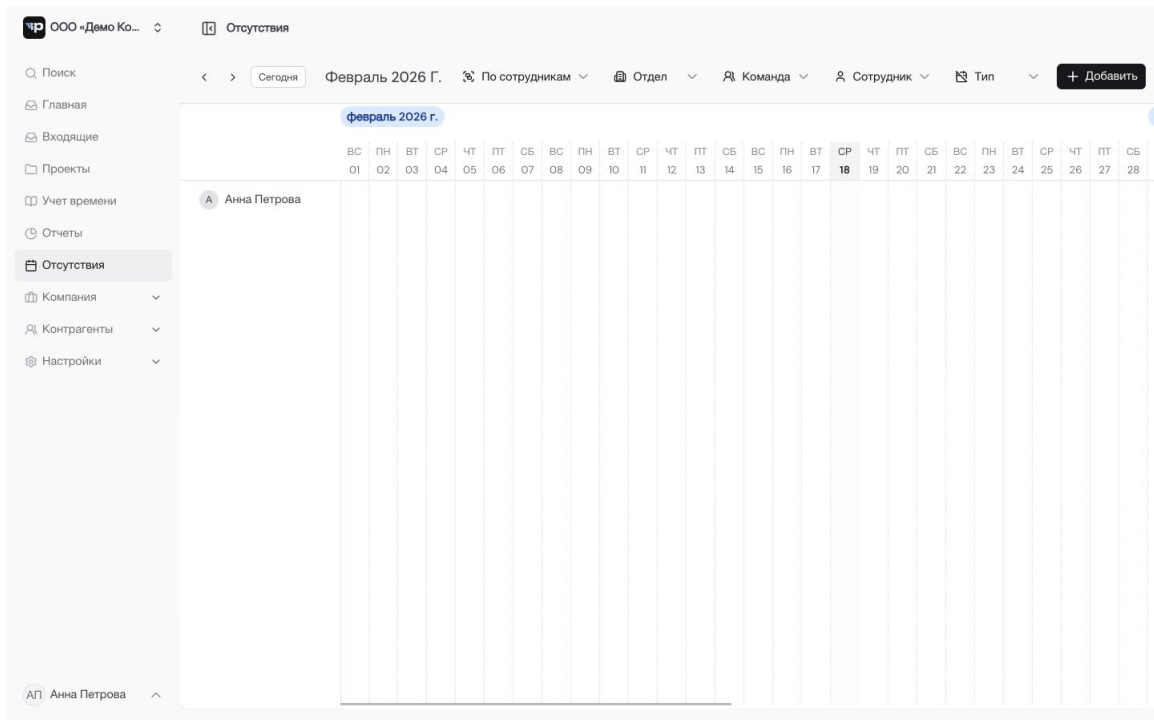 ООО «Демо Ко...
Отсутствия
Поиск
Главная
Входящие
Проекты
Учет времени
Отчеты
Отсутствия
Компания
Контрагенты
Настройки
Сегодня Февраль 2026 Г. По сотрудникам Отдел Команда Сотрудник Тип + Добавить
февраль 2026 г.
ВС ПН ВТ СР ЧТ ПТ СБ ВС ПН ВТ СР ЧТ ПТ СБ ВС ПН ВТ СР ЧТ ПТ СБ ВС ПН ВТ СР ЧТ ПТ СБ
01 02 03 04 05 06 07 08 09 10 11 12 13 14 15 16 17 18 19 20 21 22 23 24 25 26 27 28
А Анна Петрова
АП Анна Петрова